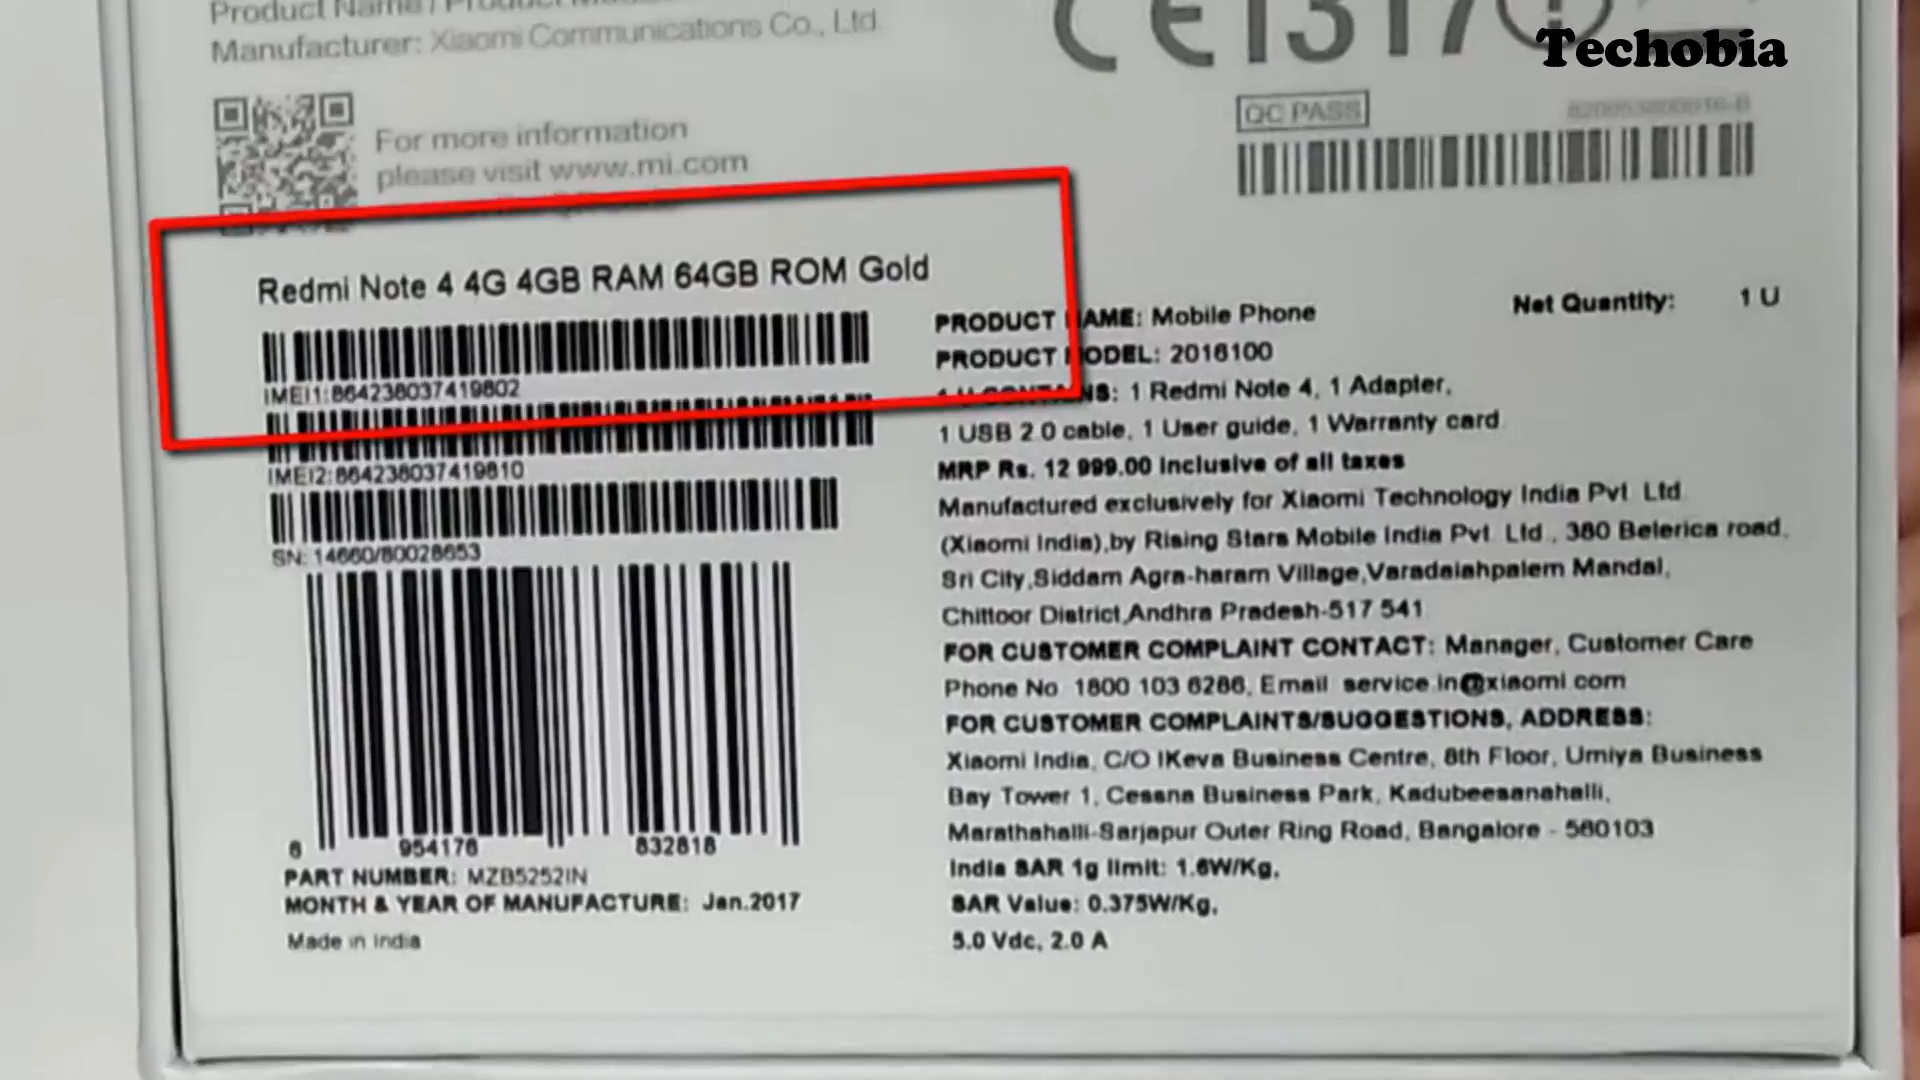 Product Name / Product
Manufacturer: Xiaomi Communications Co., Ltd.
CE1317
Techobia
For more information
please visit www.mi.com
QC PASS
Redmi Note 4 4G 4GB RAM 64GB ROM Gold
IMEI1:864238037419802
IMEI2:864238037419810
SN: 14660/80028653
6 954176 832818
PART NUMBER: MZB5252IN
MONTH & YEAR OF MANUFACTURE: Jan.2017
Made in India
PRODUCT NAME: Mobile Phone
Net Quantity: 1 U
PRODUCT MODEL: 2016100
1 U CONTAINS: 1 Redmi Note 4, 1 Adapter,
1 USB 2.0 cable, 1 User guide, 1 Warranty card
MRP Rs. 12 999.00 Inclusive of all taxes
Manufactured exclusively for Xiaomi Technology India Pvt Ltd
(Xiaomi India),by Rising Stars Mobile India Pvt Ltd., 380 Belerica road,
Sri City,Siddam Agra-haram Village,Varadaiahpalem Mandal,
Chittoor District,Andhra Pradesh-517 541
FOR CUSTOMER COMPLAINT CONTACT: Manager, Customer Care
Phone No 1800 103 6286, Email service.in@xiaomi.com
FOR CUSTOMER COMPLAINTS/SUGGESTIONS, ADDRESS:
Xiaomi India, C/O IKeva Business Centre, 8th Floor, Umiya Business
Bay Tower 1, Cessna Business Park, Kadubeesanahalli,
Marathahalli-Sarjapur Outer Ring Road, Bangalore - 560103
India SAR 1g limit: 1.6W/Kg,
SAR Value: 0.375W/Kg,
5.0 Vdc, 2.0 A